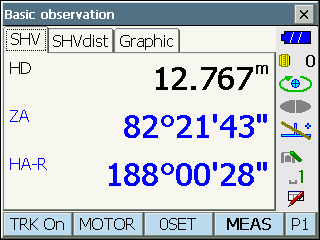 Basic observation
SHV SHVdist Graphic
HD 12.767m
ZA 82°21'43"
HA-R 188°00'28"
0
1
TRK On MOTOR 0SET MEAS P1